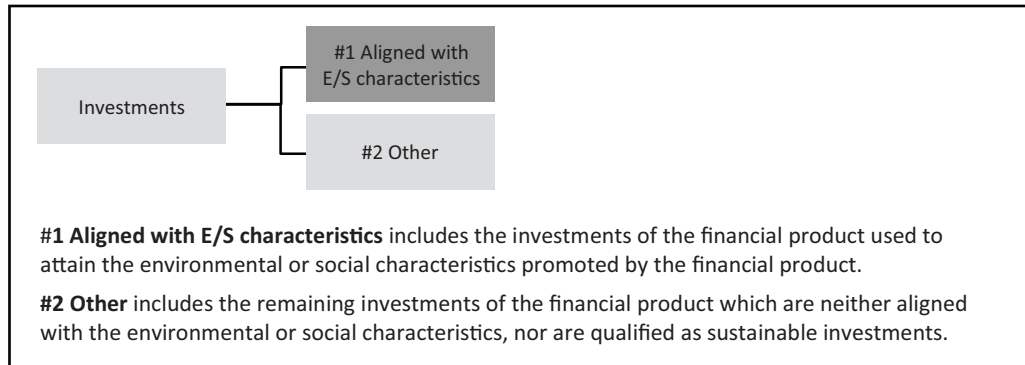 #1 Aligned with
E/S characteristics
Investments
#2 Other
#1 Aligned with E/S characteristics includes the investments of the financial product used to
attain the environmental or social characteristics promoted by the financial product.
#2 Other includes the remaining investments of the financial product which are neither aligned
with the environmental or social characteristics, nor are qualified as sustainable investments.